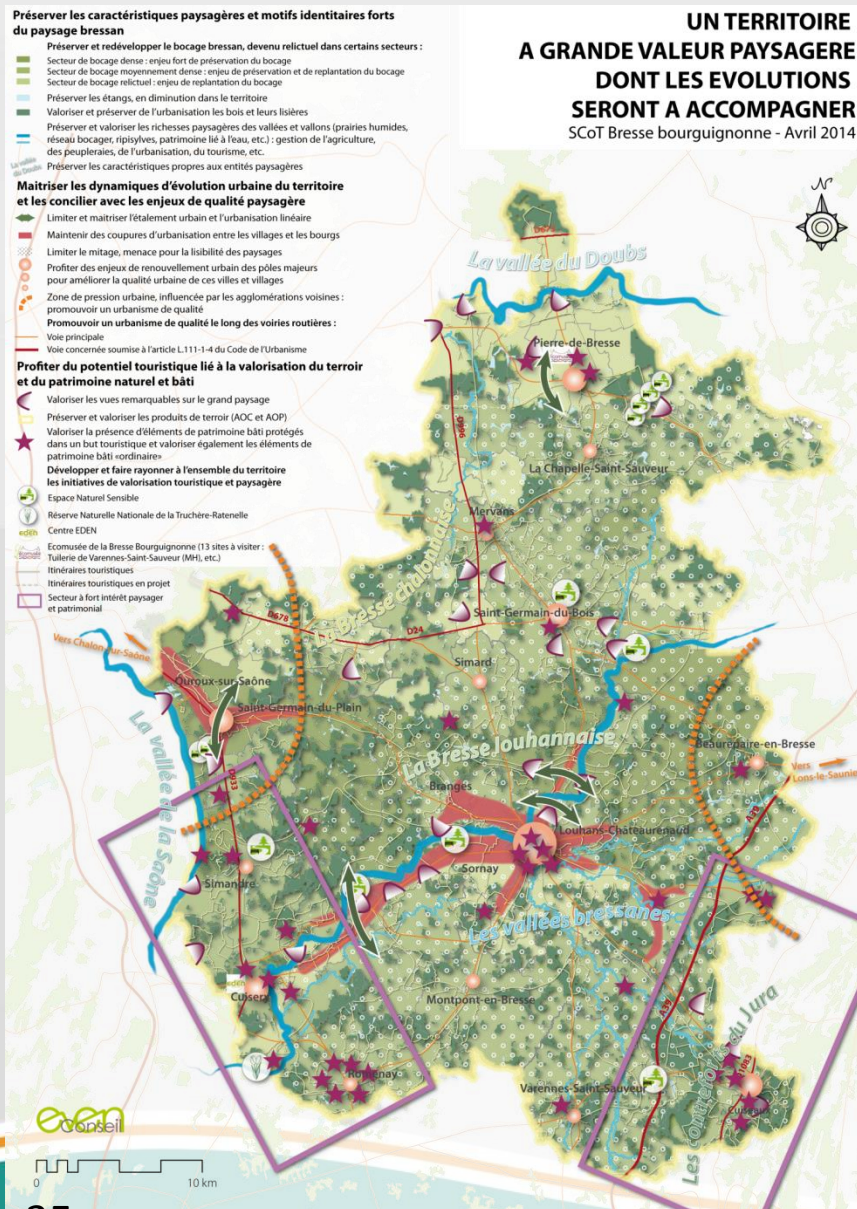 Préserver les caractéristiques paysagères et motifs identitaires forts
du paysage bressan
Préserver et redévelopper le bocage bressan, devenu relictuel dans certains secteurs :
Secteur de bocage dense : enjeu fort de préservation du bocage
Secteur de bocage moyennement dense : enjeu de préservation et de replantation du bocage
Secteur de bocage relictuel : enjeu de replantation du bocage
Préserver les étangs, en diminution dans le territoire
Valoriser et préserver de l'urbanisation les bois et leurs lisières
Préserver et valoriser les richesses paysagères des vallées et vallons (prairies humides,
réseau bocager, ripisylves, patrimoine lié à l'eau, etc.) : gestion de l'agriculture,
des peupleraies, de l'urbanisation, du tourisme, etc.
La vallée
du Doubs
Préserver les caractéristiques propres aux entités paysagères
Maitriser les dynamiques d'évolution urbaine du territoire
et les concilier avec les enjeux de qualité paysagère
Limiter et maitriser l'étalement urbain et l'urbanisation linéaire
Maintenir des coupures d'urbanisation entre les villages et les bourgs
Limiter le mitage, menace pour la lisibilité des paysages
Profiter des enjeux de renouvellement urbain des pôles majeurs
pour améliorer la qualité urbaine de ces villes et villages
Zone de pression urbaine, influencée par les agglomérations voisines :
promouvoir un urbanisme de qualité
Promouvoir un urbanisme de qualité le long des voiries routières :
Voie principale
Voie concernée soumise à l'article L.111-1-4 du Code de l'Urbanisme
Profiter du potentiel touristique lié à la valorisation du terroir
et du patrimoine naturel et bâti
Valoriser les vues remarquables sur le grand paysage
Préserver et valoriser les produits de terroir (AOC et AOP)
Valoriser la présence d'éléments de patrimoine bâti protégés
dans un but touristique et valoriser également les éléments de
patrimoine bâti «ordinaire»
Développer et faire rayonner à l'ensemble du territoire
les initiatives de valorisation touristique et paysagère
Espace Naturel Sensible
Réserve Naturelle Nationale de la Truchère-Ratenelle
eden
Centre EDEN
Ecomusée de la Bresse Bourguignonne (13 sites à visiter :
Tuilerie de Varennes-Saint-Sauveur (MH), etc.)
Itinéraires touristiques
Itinéraires touristiques en projet
Secteur à fort intérêt paysager
et patrimonial
UN TERRITOIRE
A GRANDE VALEUR PAYSAGERE
DONT LES EVOLUTIONS
SERONT A ACCOMPAGNER
SCoT Bresse bourguignonne - Avril 2014
N
D673
La vallée du Doubs
Pierre-de-Bresse
D996
La Chapelle-Saint-Sauveur
Mervans
La Bresse chalonnaise
Saint-Germain-du-Bois
D678
D24
Vers Chalon-sur-Saône
Simard
Ouroux-sur-Saône
Saint-Germain-du-Plain
La vallée de la Saône
La Bresse louhannaise
Beaurepaire-en-Bresse
Vers
Lons-le-Saunier
D933
Branges
A39
Louhans-Châteaurenaud
Simandre
Sornay
Les vallées bressanes
eden
Cuisery
Montpont-en-Bresse
A39
Les contreforts du Jura
Romenay
Varennes-Saint-Sauveur
1083
Cuiseaux
even
Conseil
0
10 km